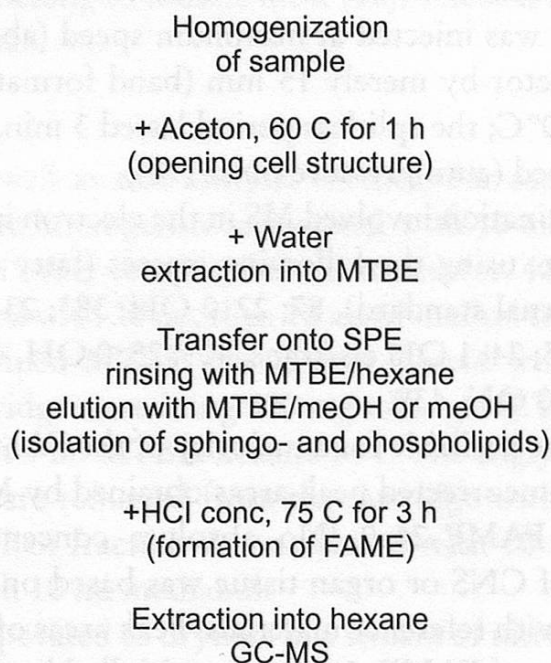 Homogenization
of sample
+ Aceton, 60 C for 1 h
(opening cell structure)
+ Water
extraction into MTBE
Transfer onto SPE
rinsing with MTBE/hexane
elution with MTBE/meOH or meOH
(isolation of sphingo- and phospholipids)
+HCl conc, 75 C for 3 h
(formation of FAME)
Extraction into hexane
GC-MS